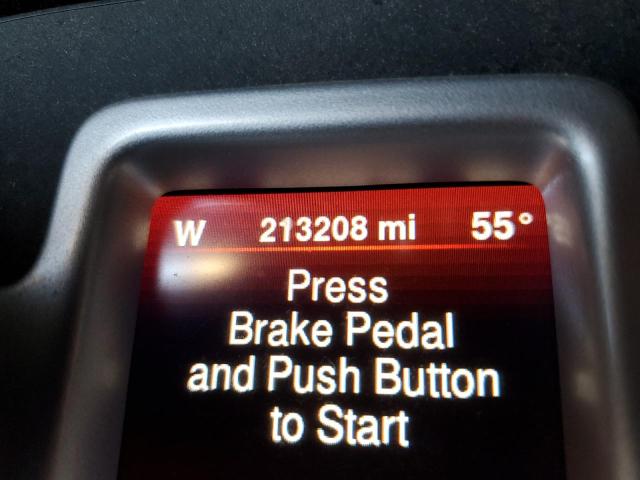 W 213208 mi 55°
Press
Brake Pedal
and Push Button
to Start